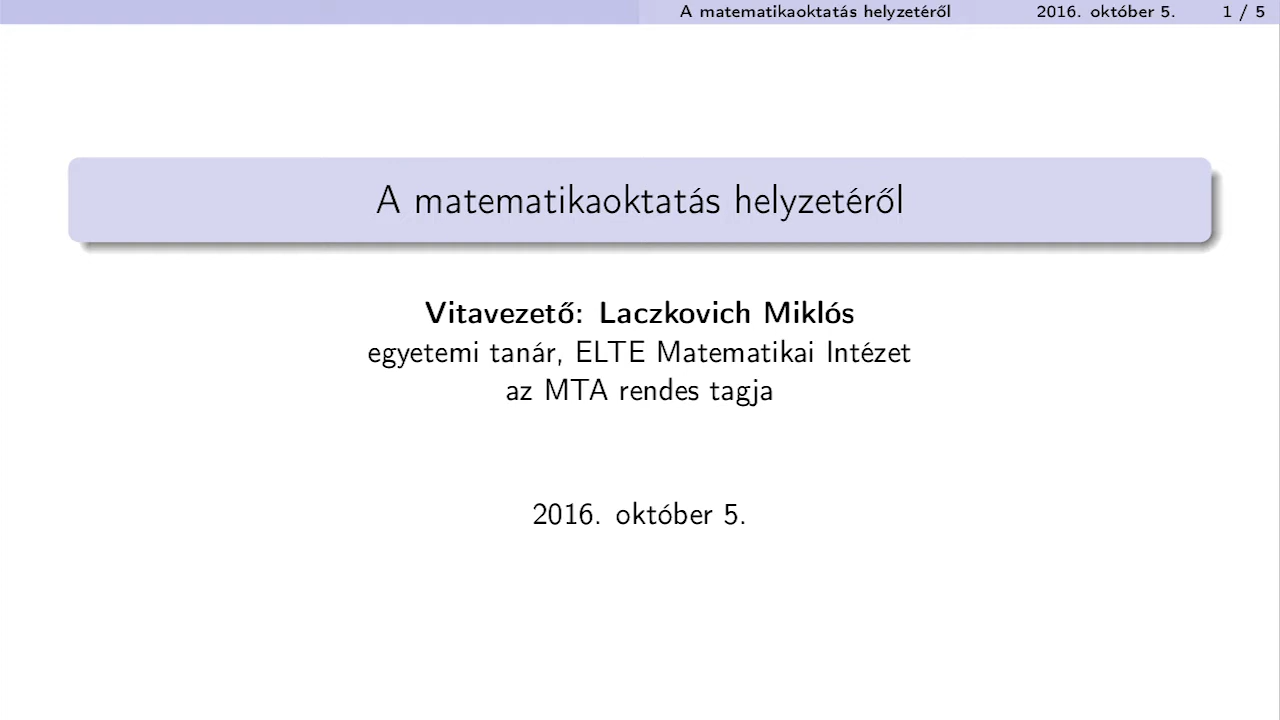 A matematikaoktatás helyzetéről 2016. október 5. 1 / 5
A matematikaoktatás helyzetéről
Vitavezető: Laczkovich Miklós
egyetemi tanár, ELTE Matematikai Intézet
az MTA rendes tagja
2016. október 5.